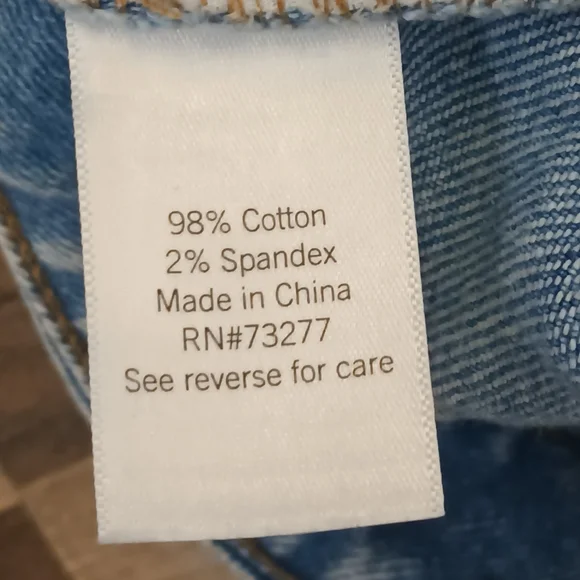 98% Cotton
2% Spandex
Made in China
RN#73277
See reverse for care